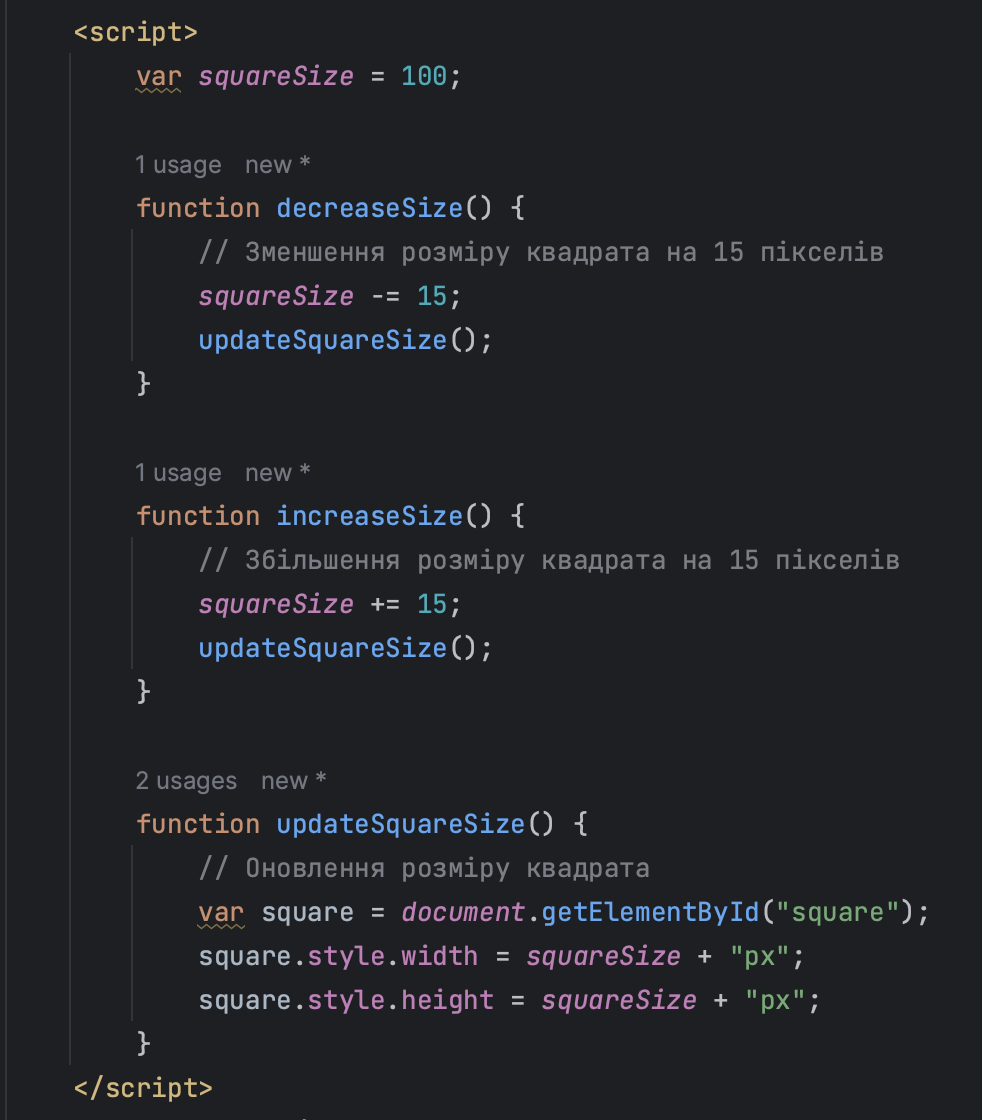 <script>
var squareSize = 100;
1 usage new *
function decreaseSize() {
// Зменшення розміру квадрата на 15 пікселів
squareSize -= 15;
updateSquareSize();
}
1 usage new *
function increaseSize() {
// Збільшення розміру квадрата на 15 пікселів
squareSize += 15;
updateSquareSize();
}
2 usages new *
function updateSquareSize() {
// Оновлення розміру квадрата
var square = document.getElementById("square");
square.style.width = squareSize + "px";
square.style.height = squareSize + "px";
}
</script>